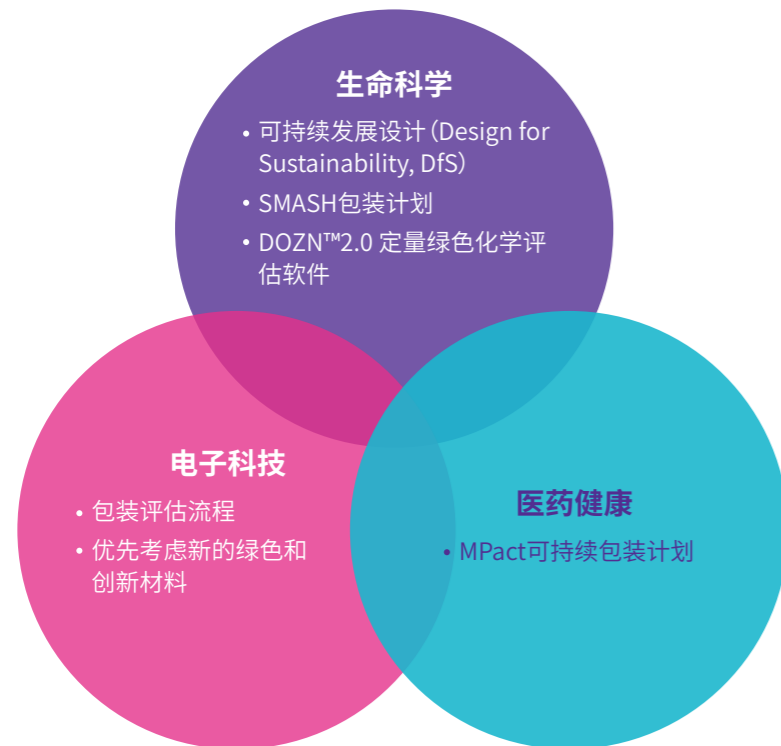 生命科学
• 可持续发展设计（Design for
Sustainability, DfS）
• SMASH包装计划
• DOZN™2.0 定量绿色化学评
估软件
电子科技
• 包装评估流程
• 优先考虑新的绿色和
创新材料
医药健康
• MPact可持续包装计划